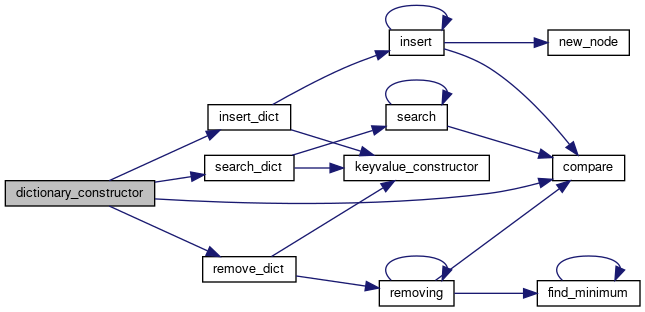 insert
new_node
insert_dict
search
search_dict
keyvalue_constructor
compare
dictionary_constructor
remove_dict
removing
find_minimum